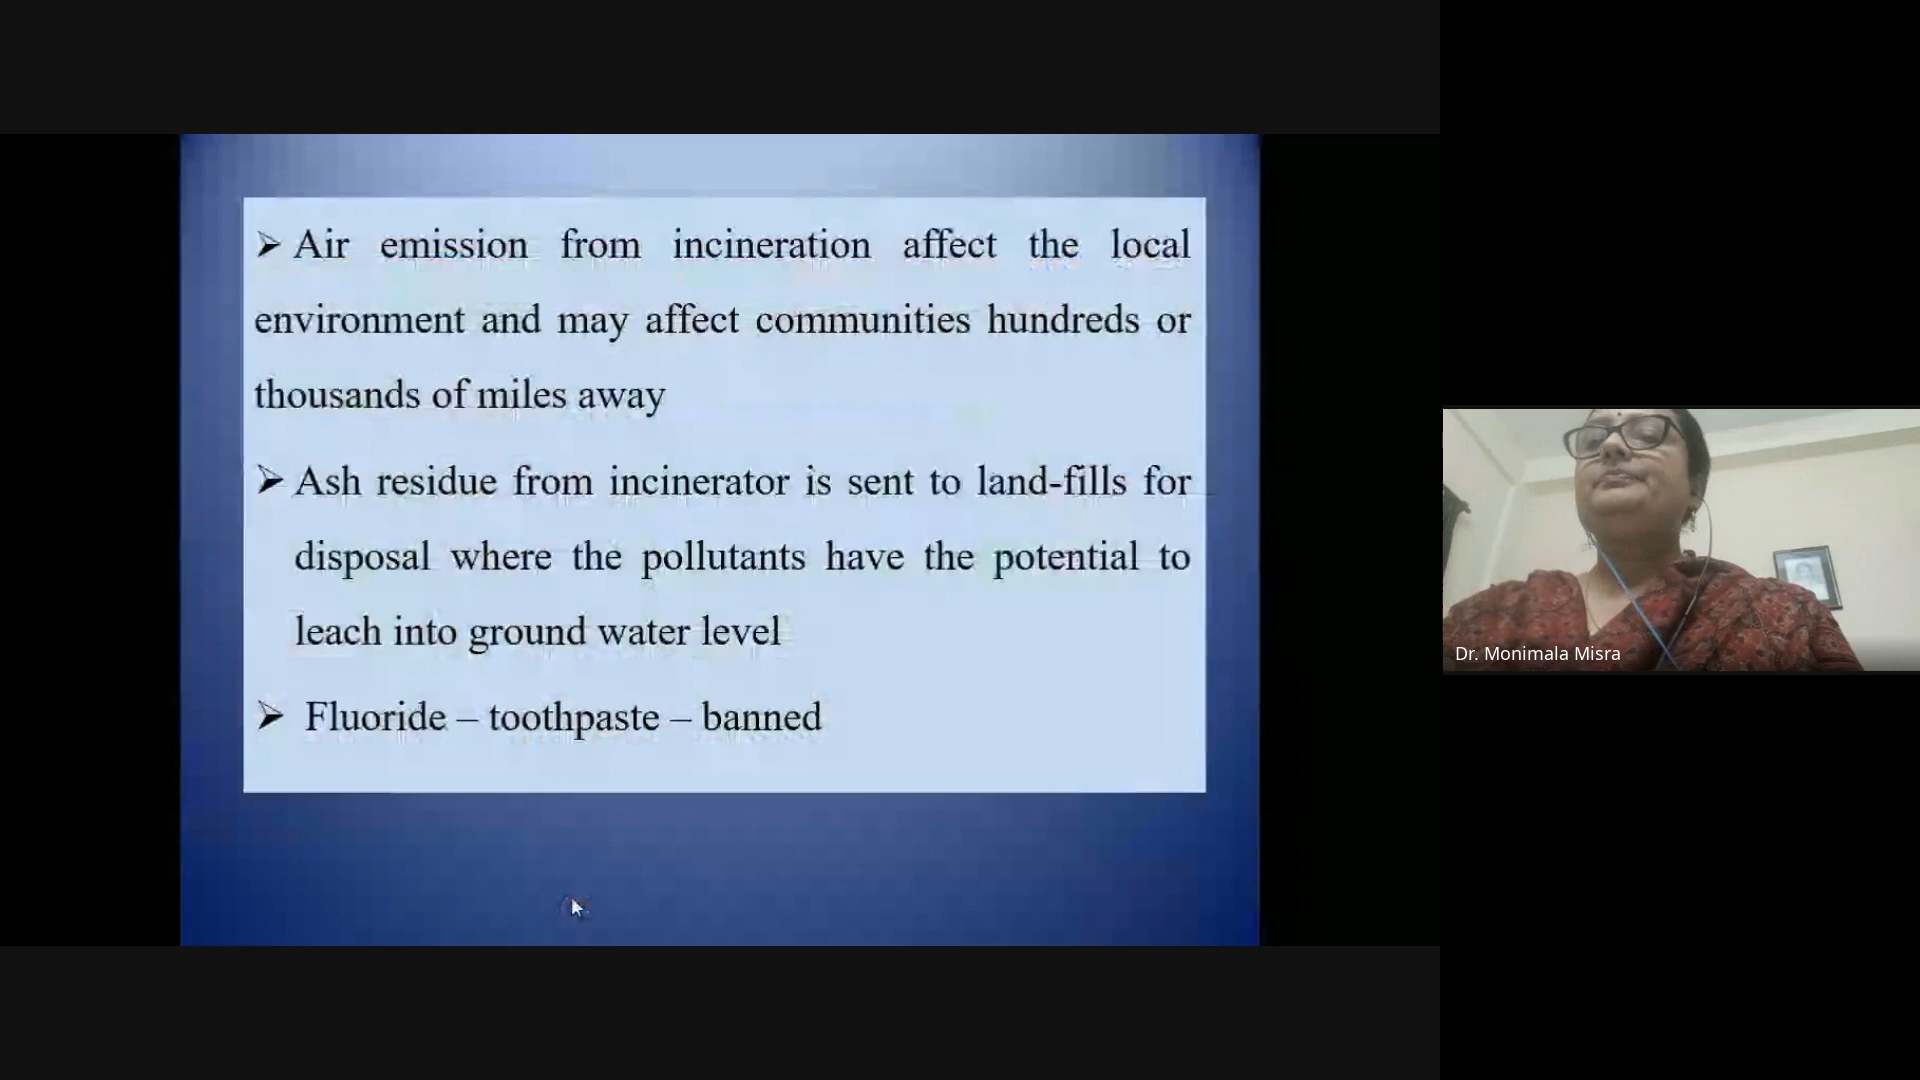 ➢ Air emission from incineration affect the local
environment and may affect communities hundreds or
thousands of miles away
➢ Ash residue from incinerator is sent to land-fills for
disposal where the pollutants have the potential to
leach into ground water level
➢ Fluoride – toothpaste – banned
Dr. Monimala Misra